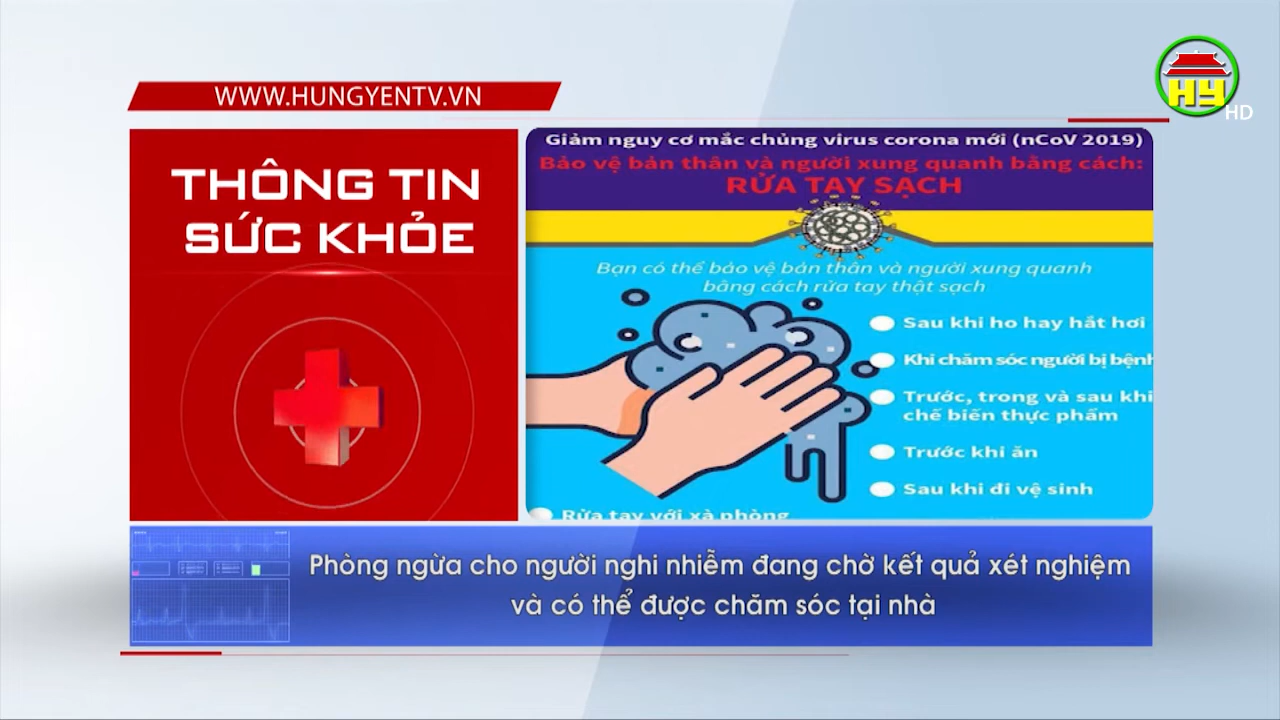 WWW.HUNGYENTV.VN
HY
HD
THÔNG TIN
SỨC KHỎE
Giảm nguy cơ mắc chủng virus corona mới (nCoV 2019)
Bảo vệ bản thân và người xung quanh bằng cách:
RỬA TAY SẠCH
Bạn có thể bảo vệ bản thân và người xung quanh
bằng cách rửa tay thật sạch
Sau khi ho hay hắt hơi
Khi chăm sóc người bị bệnh
Trước, trong và sau khi
chế biến thực phẩm
Trước khi ăn
Sau khi đi vệ sinh
Rửa tay với xà phòng
Phòng ngừa cho người nghi nhiễm đang chờ kết quả xét nghiệm
và có thể được chăm sóc tại nhà